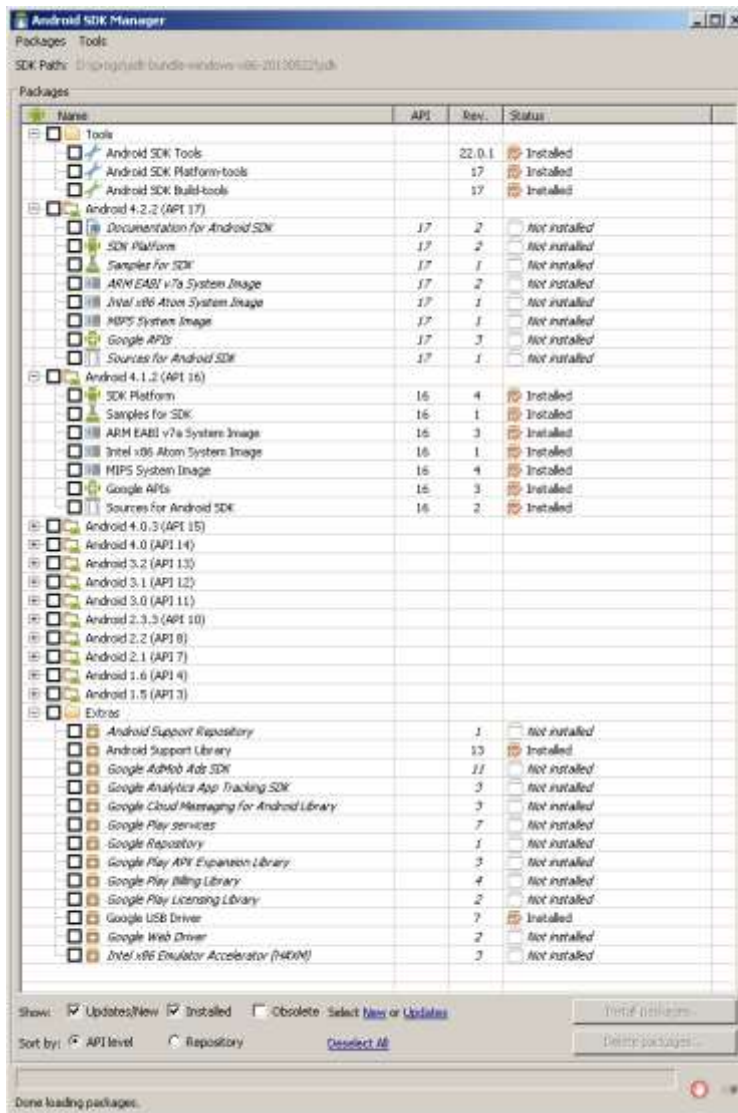 Android SDK Manager
Packages Tools
SDK Path: D:\progs\adt-bundle-windows-x86-20130522\sdk
Packages
Name API Rev. Status
Tools
Android SDK Tools 22.0.1 Installed
Android SDK Platform-tools 17 Installed
Android SDK Build-tools 17 Installed
Android 4.2.2 (API 17)
Documentation for Android SDK 17 2 Not installed
SDK Platform 17 2 Not installed
Samples for SDK 17 1 Not installed
ARM EABI v7a System Image 17 2 Not installed
Intel x86 Atom System Image 17 1 Not installed
MIPS System Image 17 1 Not installed
Google APIs 17 3 Not installed
Sources for Android SDK 17 1 Not installed
Android 4.1.2 (API 16)
SDK Platform 16 4 Installed
Samples for SDK 16 1 Installed
ARM EABI v7a System Image 16 3 Installed
Intel x86 Atom System Image 16 1 Installed
MIPS System Image 16 4 Installed
Google APIs 16 3 Installed
Sources for Android SDK 16 2 Installed
Android 4.0.3 (API 15)
Android 4.0 (API 14)
Android 3.2 (API 13)
Android 3.1 (API 12)
Android 3.0 (API 11)
Android 2.3.3 (API 10)
Android 2.2 (API 8)
Android 2.1 (API 7)
Android 1.6 (API 4)
Android 1.5 (API 3)
Extras
Android Support Repository 1 Not installed
Android Support Library 13 Installed
Google AdMob Ads SDK 11 Not installed
Google Analytics App Tracking SDK 3 Not installed
Google Cloud Messaging for Android Library 3 Not installed
Google Play services 7 Not installed
Google Repository 1 Not installed
Google Play APK Expansion Library 3 Not installed
Google Play Billing Library 4 Not installed
Google Play Licensing Library 2 Not installed
Google USB Driver 7 Installed
Google Web Driver 2 Not installed
Intel x86 Emulator Accelerator (HAXM) 3 Not installed
Show: Updates/New Installed Obsolete Select New or Updates
Install packages...
Sort by: API level Repository Deselect All
Delete packages...
Done loading packages.